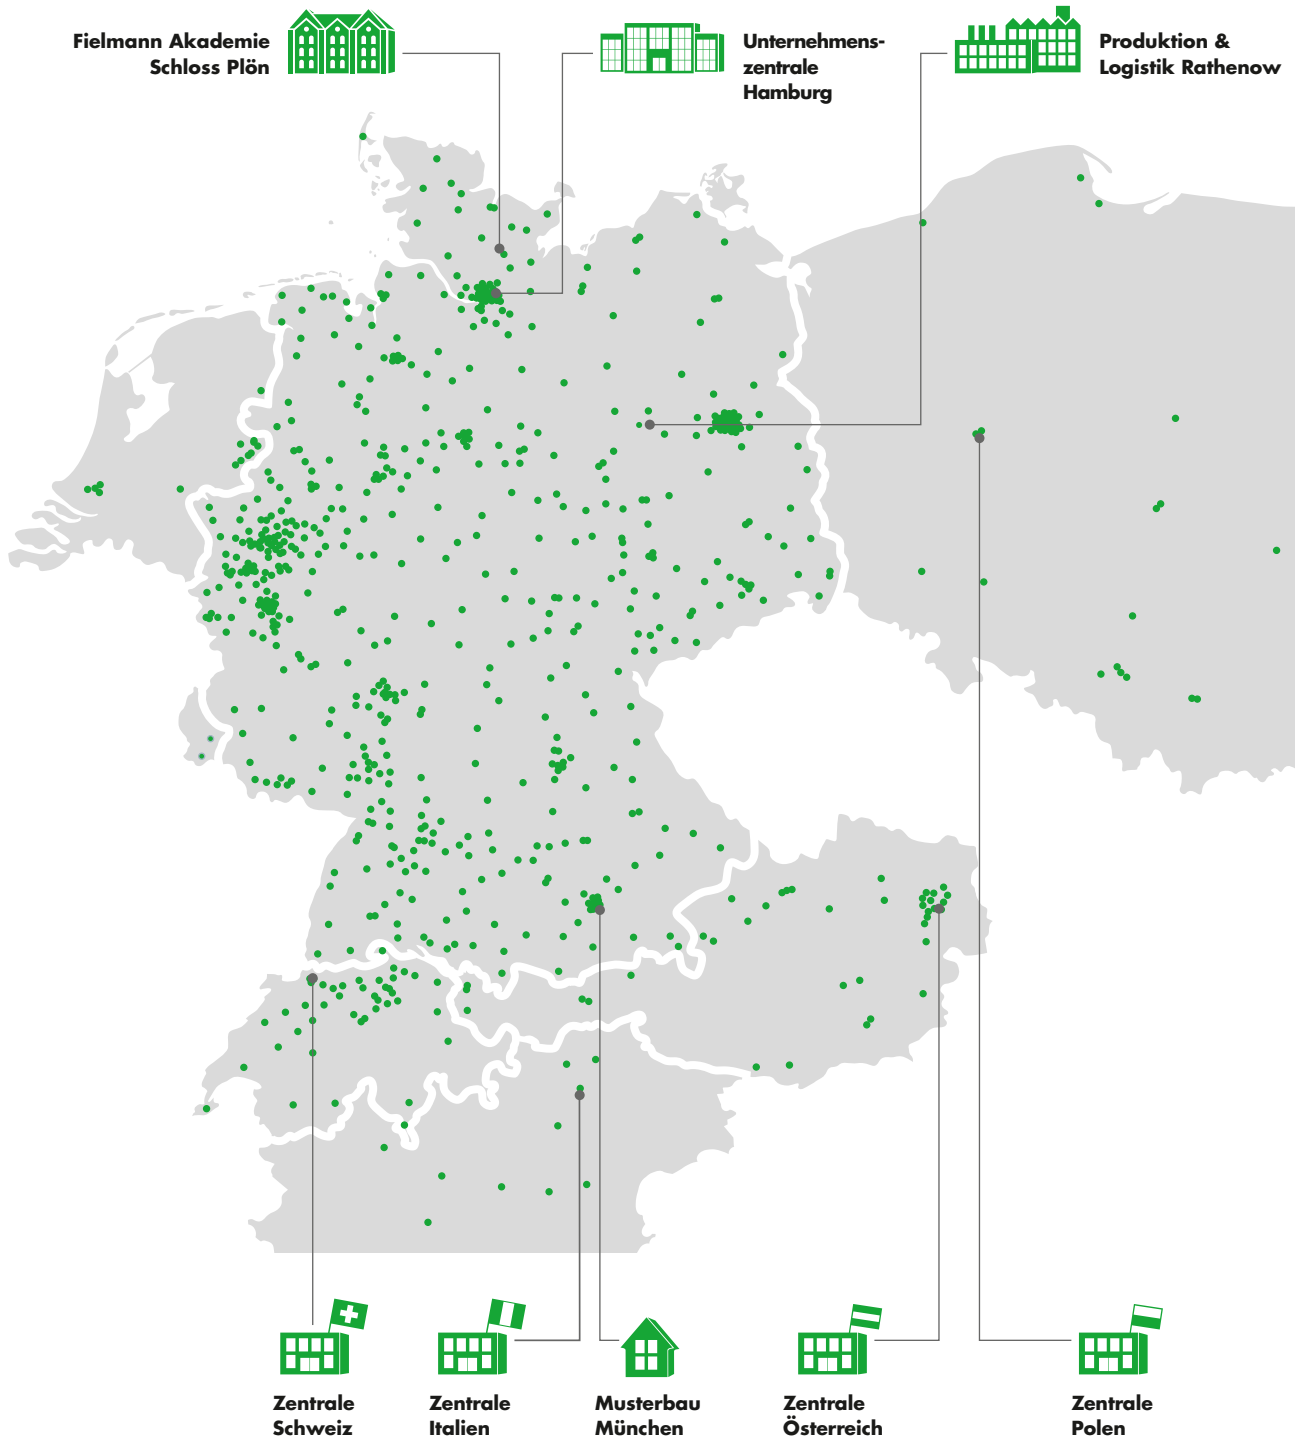 Fielmann Akademie
Schloss Plön
Unternehmens-
zentrale
Hamburg
Produktion &
Logistik Rathenow
Zentrale
Schweiz
Zentrale
Italien
Musterbau
München
Zentrale
Österreich
Zentrale
Polen